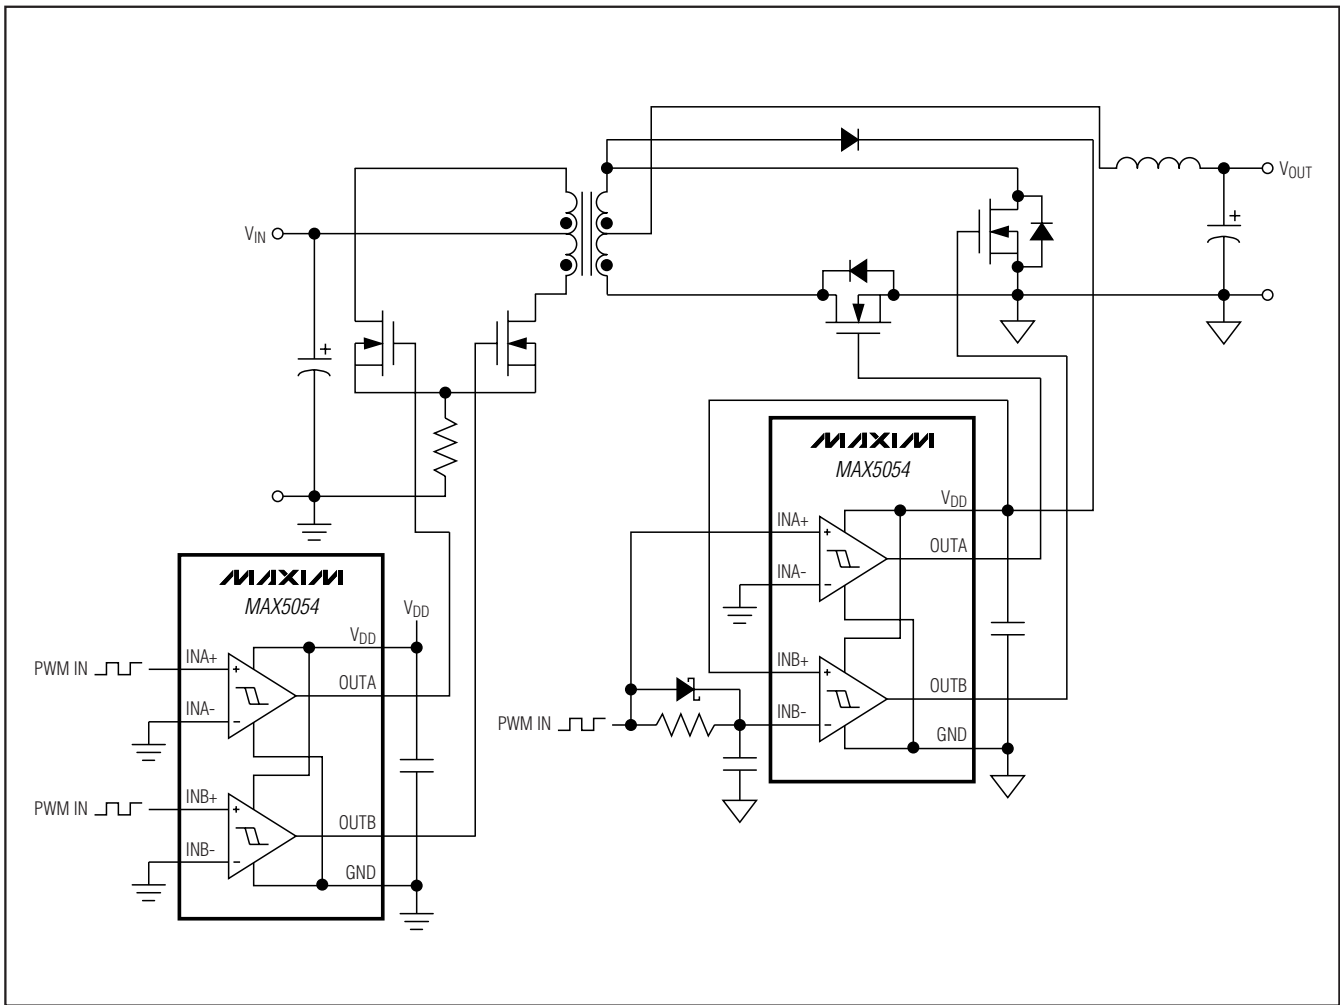 VOUT
VIN
MAXIM
MAX5054
VDD
INA+
OUTA
INA-
INB+
OUTB
PWM IN
INB-
GND
MAXIM
MAX5054
VDD
VDD
PWM IN
INA+
OUTA
INA-
PWM IN
INB+
OUTB
INB-
GND